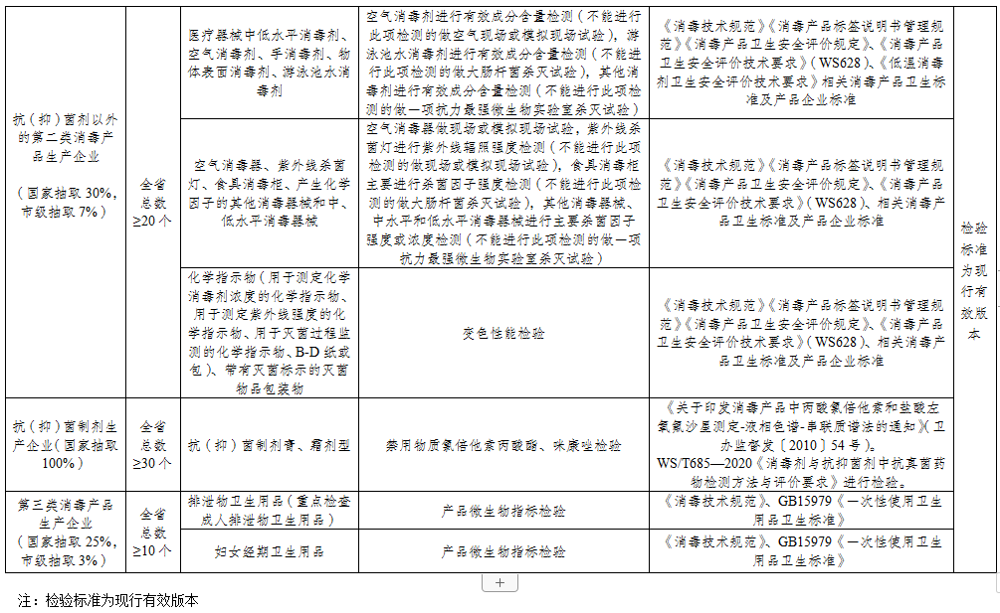 抗（抑）菌剂以外
的第二类消毒产
品生产企业
（国家抽取 30%，
市级抽取 7%）
全省
总数
≥20 个
医疗器械中低水平消毒剂、
空气消毒剂、手消毒剂、物
体表面消毒剂、游泳池水消
毒剂
空气消毒剂进行有效成分含量检测（不能进行
此项检测的做空气现场或模拟现场试验），游
泳池水消毒剂进行有效成分含量检测（不能进
行此项检测的做大肠杆菌杀灭试验），其他消
毒剂进行有效成分含量检测（不能进行此项检
测的做一项抗力最强微生物实验室杀灭试验）
《消毒技术规范》《消毒产品标签说明书管理规
范》《消毒产品卫生安全评价规定》、《消毒产品
卫生安全评价技术要求》（WS628）、《低温消毒
剂卫生安全评价技术要求》相关消毒产品卫生标
准及产品企业标准
空气消毒器、紫外线杀菌
灯、食具消毒柜、产生化学
因子的其他消毒器械和中、
低水平消毒器械
空气消毒器做现场或模拟现场试验，紫外线杀
菌灯进行紫外线辐照强度检测（不能进行此项
检测的做现场或模拟现场试验），食具消毒柜
主要进行杀菌因子强度检测（不能进行此项检
测的做大肠杆菌杀灭试验），其他消毒器械、
中水平和低水平消毒器械进行主要杀菌因子
强度或浓度检测（不能进行此项检测的做一项
抗力最强微生物实验室杀灭试验）
《消毒技术规范》《消毒产品标签说明书管理规
范》《消毒产品卫生安全评价规定》、《消毒产品
卫生安全评价技术要求》（WS628）、相关消毒产
品卫生标准及产品企业标准
化学指示物（用于测定化学
消毒剂浓度的化学指示物、
用于测定紫外线强度的化
学指示物、用于灭菌过程监
测的化学指示物、B-D 纸或
包）、带有灭菌标示的灭菌
物品包装物
变色性能检验
《消毒技术规范》《消毒产品标签说明书管理规
范》《消毒产品卫生安全评价规定》、《消毒产品
卫生安全评价技术要求》（WS628）、相关消毒产
品卫生标准及产品企业标准
检验
标准
为现
行有
效版
本
抗（抑）菌制剂生
产企业（国家抽取
100%）
全省
总数
≥30 个
抗（抑）菌制剂膏、霜剂型
禁用物质氯倍他索丙酸酯、咪康唑检验
《关于印发消毒产品中丙酸氯倍他索和盐酸左
氧氟沙星测定-液相色谱-串联质谱法的通知》（卫
办监督发〔2010〕54 号）。
WS/T685—2020《消毒剂与抗抑菌剂中抗真菌药
物检测方法与评价要求》进行检验。
第三类消毒产品
生产企业
（国家抽取 25%，
市级抽取 3%）
全省
总数
≥10 个
排泄物卫生用品（重点检查
成人排泄物卫生用品）
产品微生物指标检验
《消毒技术规范》、GB15979《一次性使用卫生
用品卫生标准》
妇女经期卫生用品
产品微生物指标检验
《消毒技术规范》、GB15979《一次性使用卫生
用品卫生标准》
注：检验标准为现行有效版本